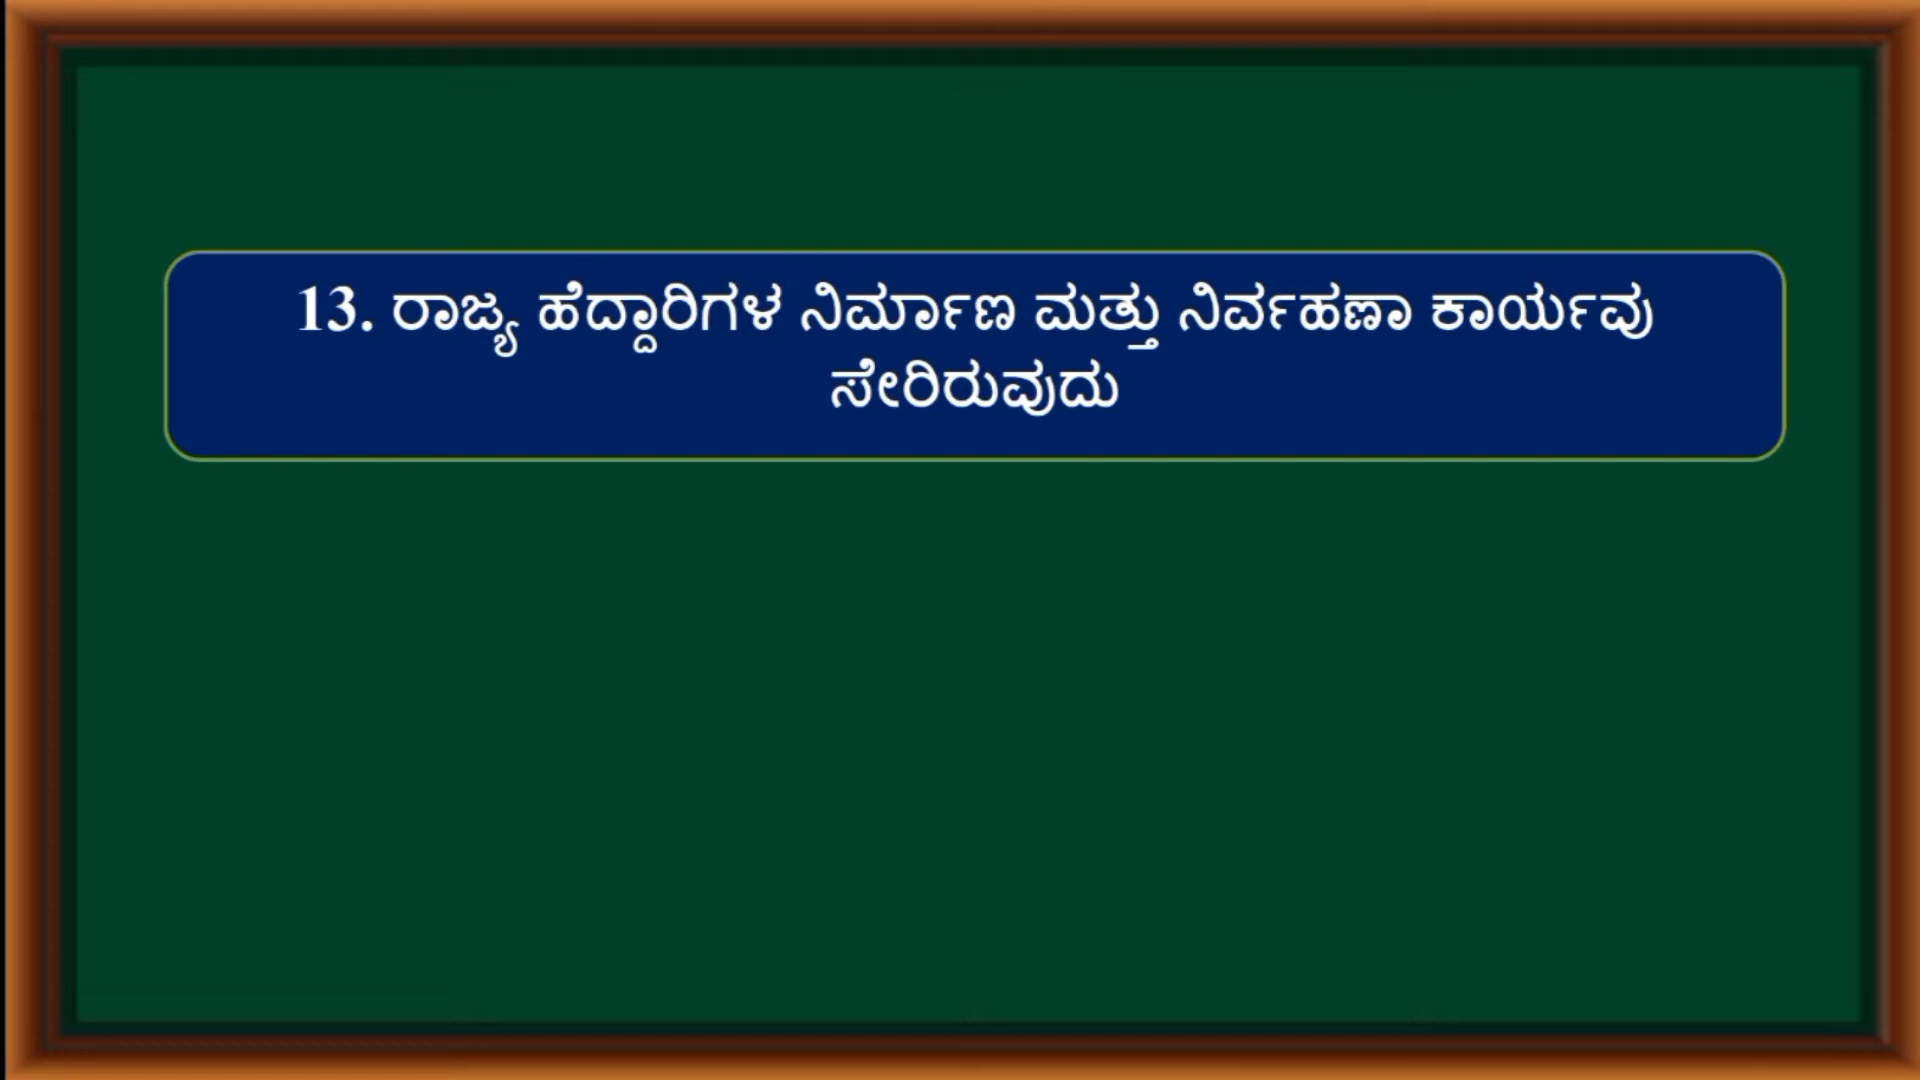 13. ರಾಜ್ಯ ಹೆದ್ದಾರಿಗಳ ನಿರ್ಮಾಣ ಮತ್ತು ನಿರ್ವಹಣಾ ಕಾರ್ಯವು
ಸೇರಿರುವುದು